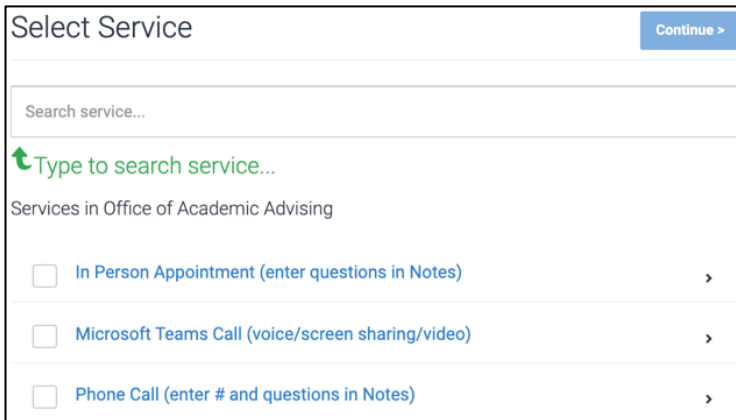 Select Service
Continue >
Search service...
Type to search service...
Services in Office of Academic Advising
In Person Appointment (enter questions in Notes)
Microsoft Teams Call (voice/screen sharing/video)
Phone Call (enter # and questions in Notes)